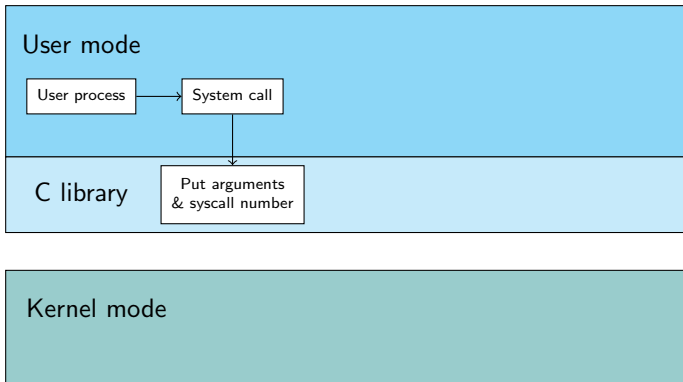 User mode
User process
System call
C library
Put arguments
& syscall number
Kernel mode